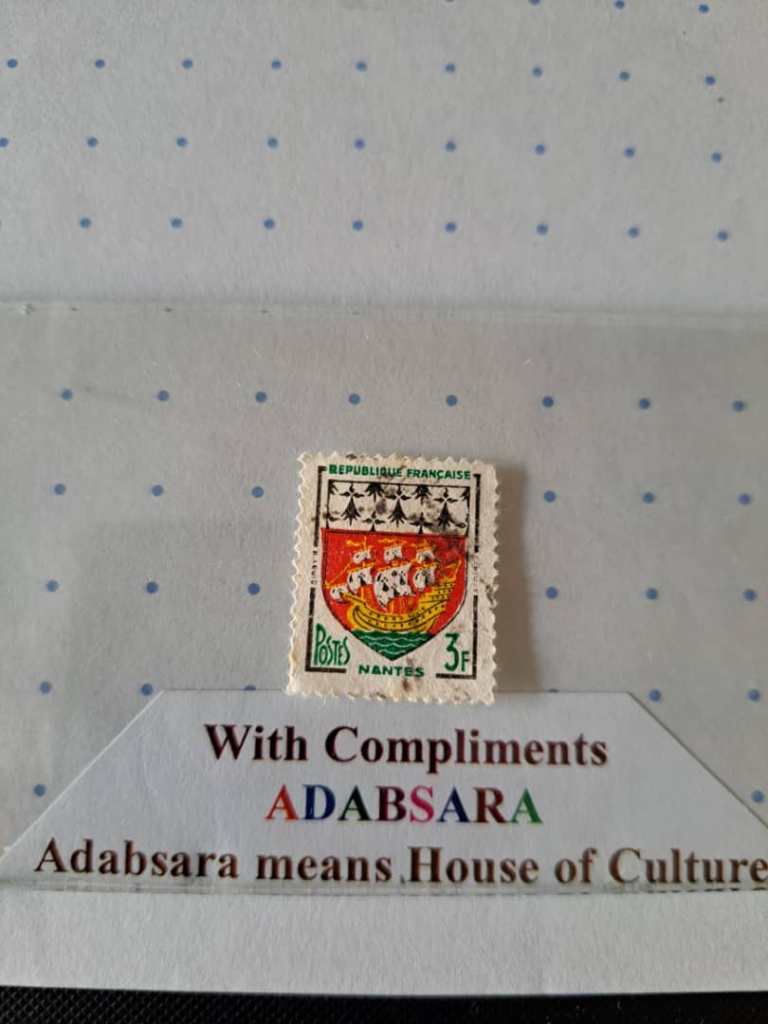 REPUBLIQUE FRANÇAISE
POSTES
3F
NANTES
With Compliments
ADABSARA
Adabsara means House of Culture